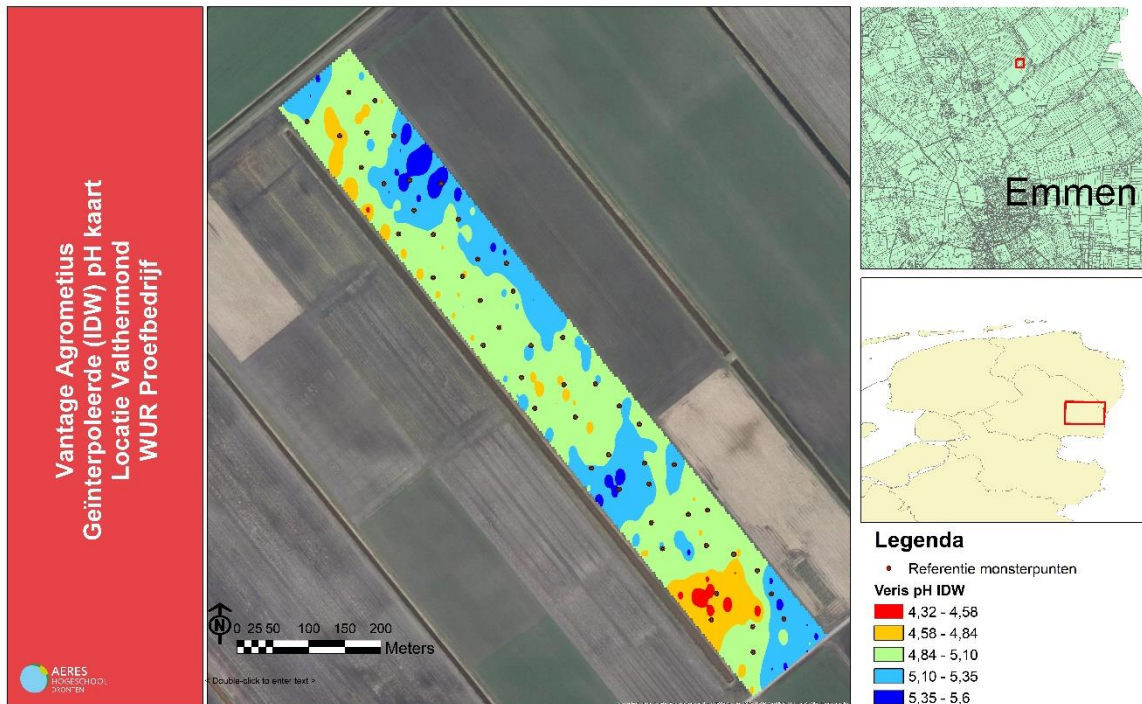 Vantage Agrometius
Geïnterpoleerde (IDW) pH kaart
Locatie Valthermond
WUR Proefbedrijf
AERES
HOGESCHOOL
DRONTEN
N
0 25 50 100 150 200
Meters
< Double-click to enter text >
Emmen
Legenda
Referentie monsterpunten
Veris pH IDW
4,32 - 4,58
4,58 - 4,84
4,84 - 5,10
5,10 - 5,35
5,35 - 5,6